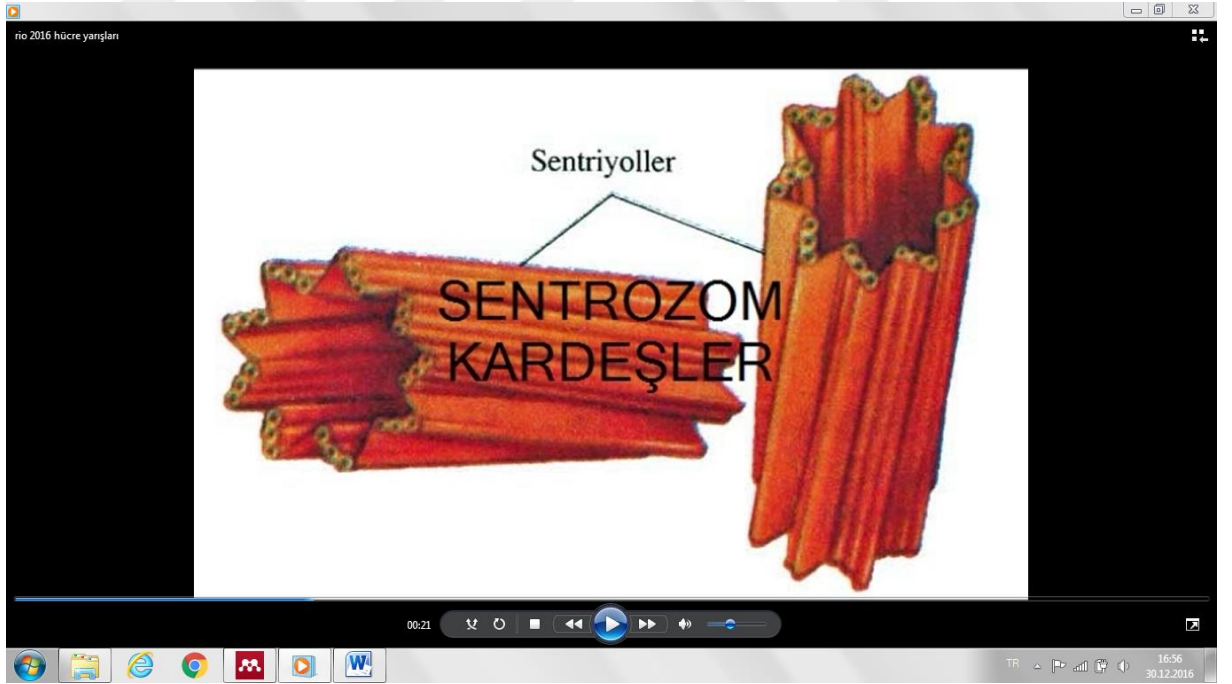 rio 2016 hücre yarışları
Sentriyoller
SENTROZOM
KARDEŞLER
00:21
TR
16:56
30.12.2016